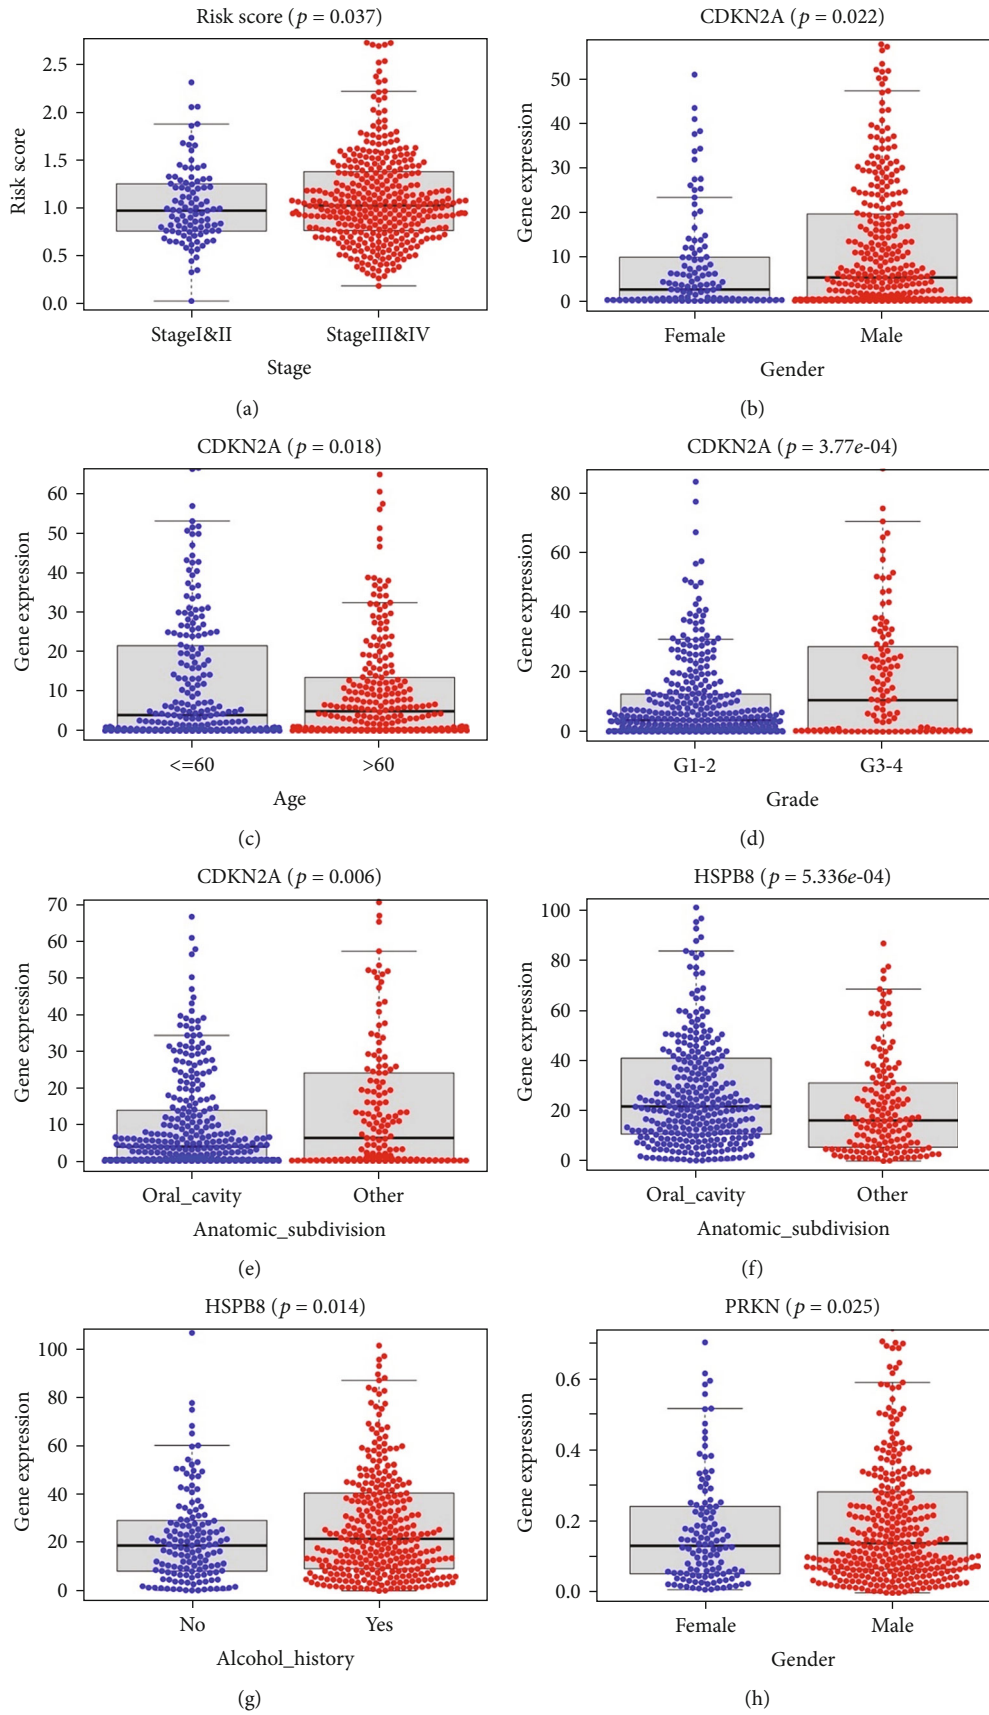 Risk score (p = 0.037)
Risk score
2.5
2.0
1.5
1.0
0.5
0.0
StageI&II
StageIII&IV
Stage
(a)
CDKN2A (p = 0.022)
Gene expression
50
40
30
20
10
0
Female
Male
Gender
(b)
CDKN2A (p = 0.018)
Gene expression
60
50
40
30
20
10
0
<=60
>60
Age
(c)
CDKN2A (p = 3.77e-04)
Gene expression
80
60
40
20
0
G1-2
G3-4
Grade
(d)
CDKN2A (p = 0.006)
Gene expression
70
60
50
40
30
20
10
0
Oral_cavity
Other
Anatomic_subdivision
(e)
HSPB8 (p = 5.336e-04)
Gene expression
100
80
60
40
20
0
Oral_cavity
Other
Anatomic_subdivision
(f)
HSPB8 (p = 0.014)
Gene expression
100
80
60
40
20
0
No
Yes
Alcohol_history
(g)
PRKN (p = 0.025)
Gene expression
0.6
0.4
0.2
0.0
Female
Male
Gender
(h)